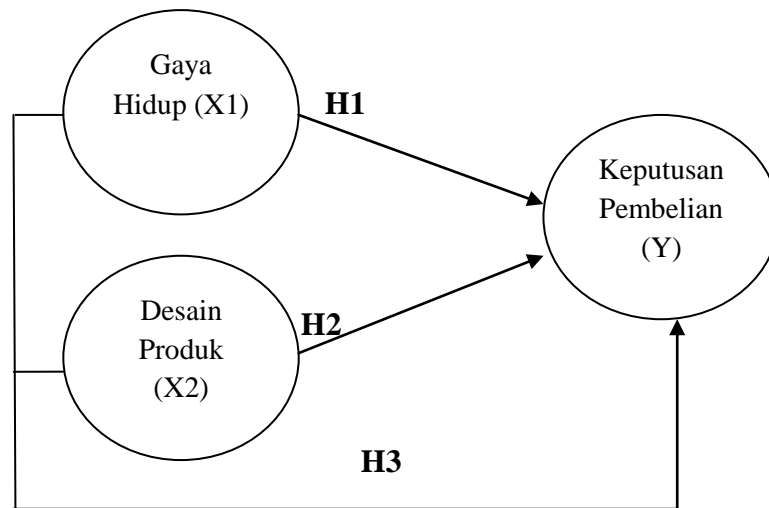 Gaya
Hidup (X1)
H1
Keputusan
Pembelian
(Y)
Desain
Produk
(X2)
H2
H3